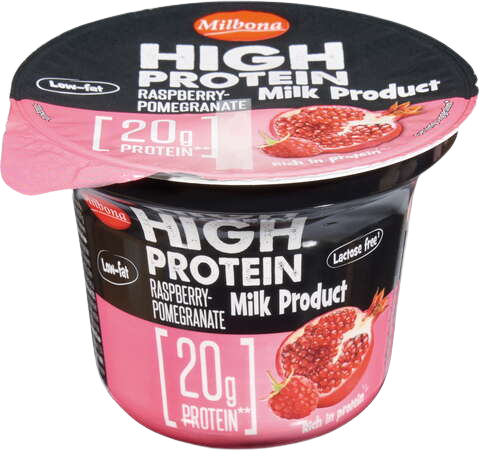 Milbona
HIGH
PROTEIN
RASPBERRY-
POMEGRANATE
Milk Product
Low-fat
[20g
PROTEIN**]
Rich in protein
Milbona
HIGH
PROTEIN
RASPBERRY-
POMEGRANATE
Milk Product
Low-fat
Lactose free¹
[20g
PROTEIN**]
Rich in protein